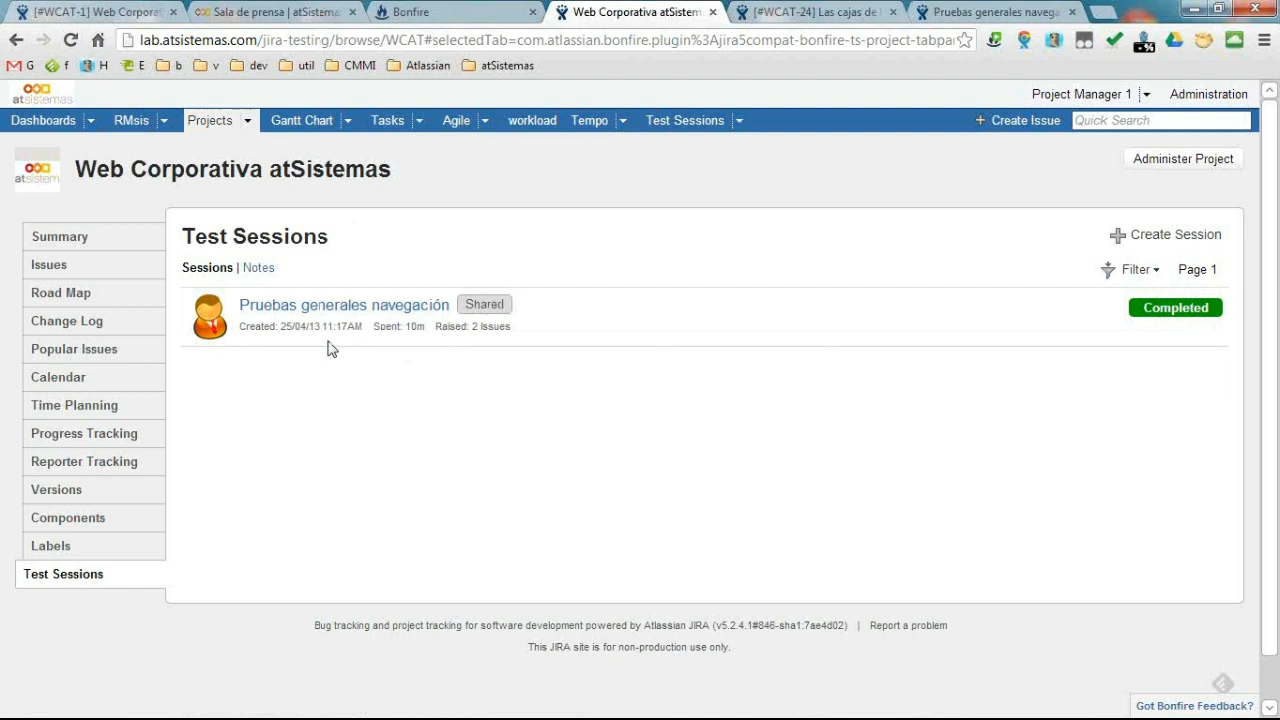 [#WCAT-1] Web Corporat
Sala de prensa | atSistemas
Bonfire
Web Corporativa atSistem
[#WCAT-24] Las cajas de l
Pruebas generales navega
lab.atsistemas.com/jira-testing/browse/WCAT#selectedTab=com.atlassian.bonfire.plugin%3Ajira5compat-bonfire-ts-project-tabpa
G
f
H
E
b
v
dev
util
CMMI
Atlassian
atSistemas
atsistemas
Project Manager 1
Administration
Dashboards
RMsis
Projects
Gantt Chart
Tasks
Agile
workload
Tempo
Test Sessions
+ Create Issue
Quick Search
atsistem
Web Corporativa atSistemas
Administer Project
Summary
Issues
Road Map
Change Log
Popular Issues
Calendar
Time Planning
Progress Tracking
Reporter Tracking
Versions
Components
Labels
Test Sessions
Test Sessions
Create Session
Sessions | Notes
Filter
Page 1
Pruebas generales navegación
Shared
Completed
Created: 25/04/13 11:17AM Spent: 10m Raised: 2 Issues
Bug tracking and project tracking for software development powered by Atlassian JIRA (v5.2.4.1#846-sha1:7ae4d02) | Report a problem
This JIRA site is for non-production use only.
Got Bonfire Feedback?